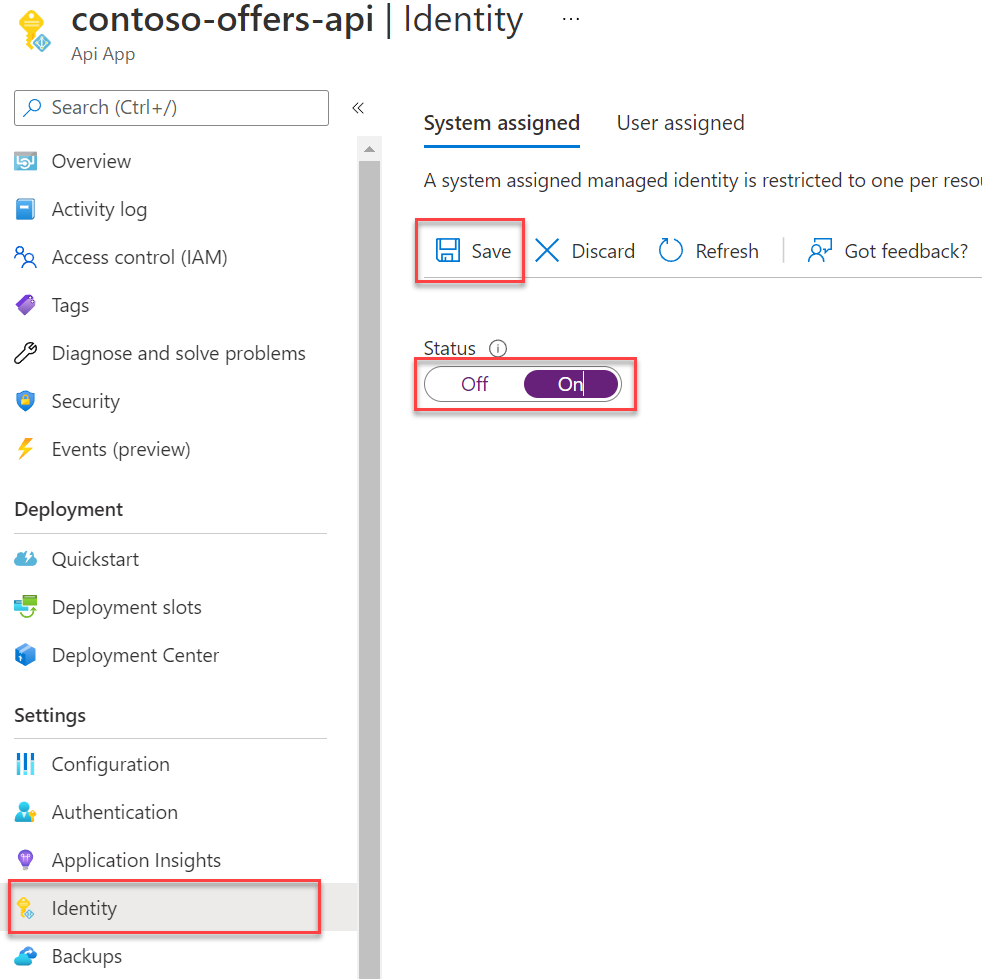 contoso-offers-api | Identity ...
Api App
Search (Ctrl+/)
«
Overview
Activity log
Access control (IAM)
Tags
Diagnose and solve problems
Security
Events (preview)
Deployment
Quickstart
Deployment slots
Deployment Center
Settings
Configuration
Authentication
Application Insights
Identity
Backups
System assigned User assigned
A system assigned managed identity is restricted to one per
Save Discard Refresh Got feedback?
Status
Off On